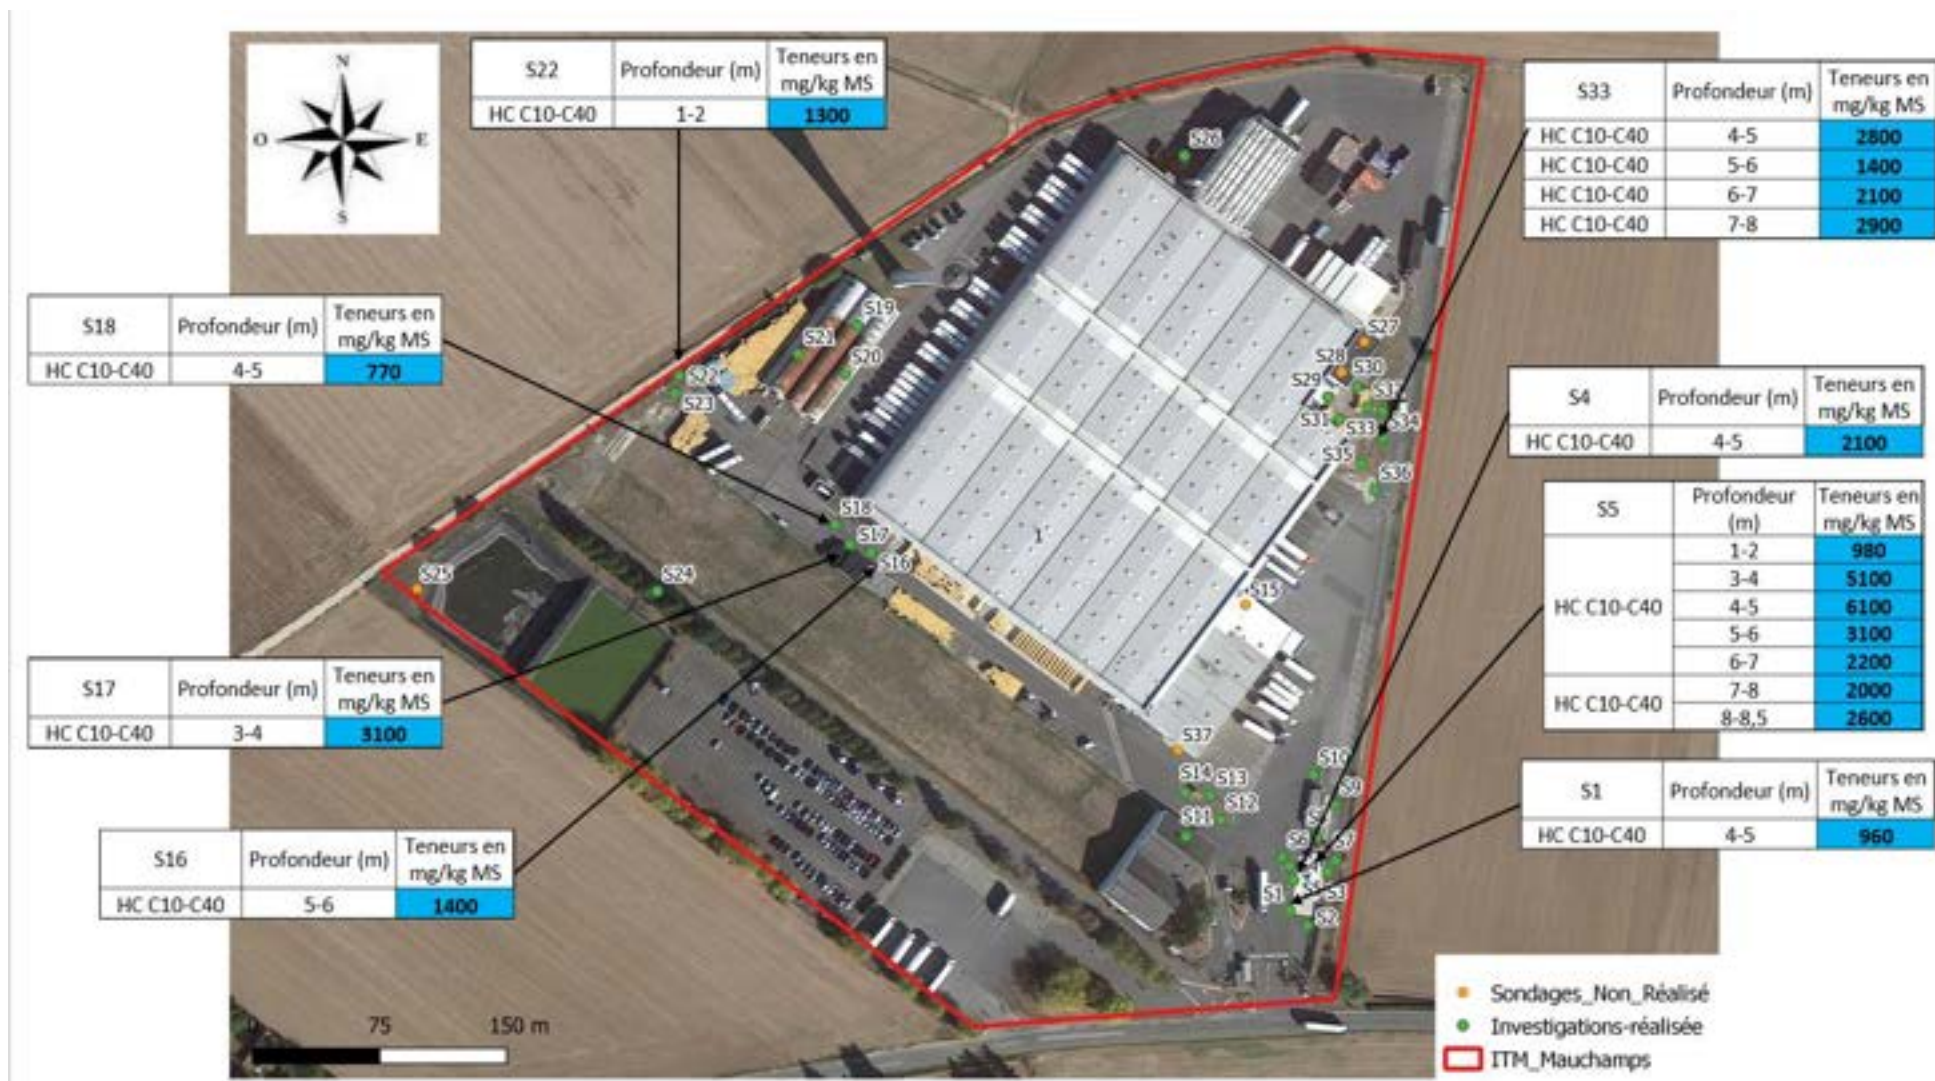 N
O
E
S
S22 Profondeur (m) Teneurs en mg/kg MS
HC C10-C40 1-2 1300
S33 Profondeur (m) Teneurs en mg/kg MS
HC C10-C40 4-5 2800
HC C10-C40 5-6 1400
HC C10-C40 6-7 2100
HC C10-C40 7-8 2900
S18 Profondeur (m) Teneurs en mg/kg MS
HC C10-C40 4-5 770
S4 Profondeur (m) Teneurs en mg/kg MS
HC C10-C40 4-5 2100
S5 Profondeur (m) Teneurs en mg/kg MS
HC C10-C40
1-2 980
3-4 5100
4-5 6100
5-6 3100
6-7 2200
HC C10-C40
7-8 2000
8-8,5 2600
S17 Profondeur (m) Teneurs en mg/kg MS
HC C10-C40 3-4 3100
S1 Profondeur (m) Teneurs en mg/kg MS
HC C10-C40 4-5 960
S16 Profondeur (m) Teneurs en mg/kg MS
HC C10-C40 5-6 1400
S26
S19
S21
S20
S22
S23
S27
S28
S30
S29
S31
S33
S34
S35
S36
S18
S17
S16
1
S25
S24
S15
S37
S14
S13
S12
S11
S10
S9
S6
S7
S1
S3
S2
75
150 m
Sondages_Non_Réalisé
Investigations-réalisée
ITM_Mauchamps